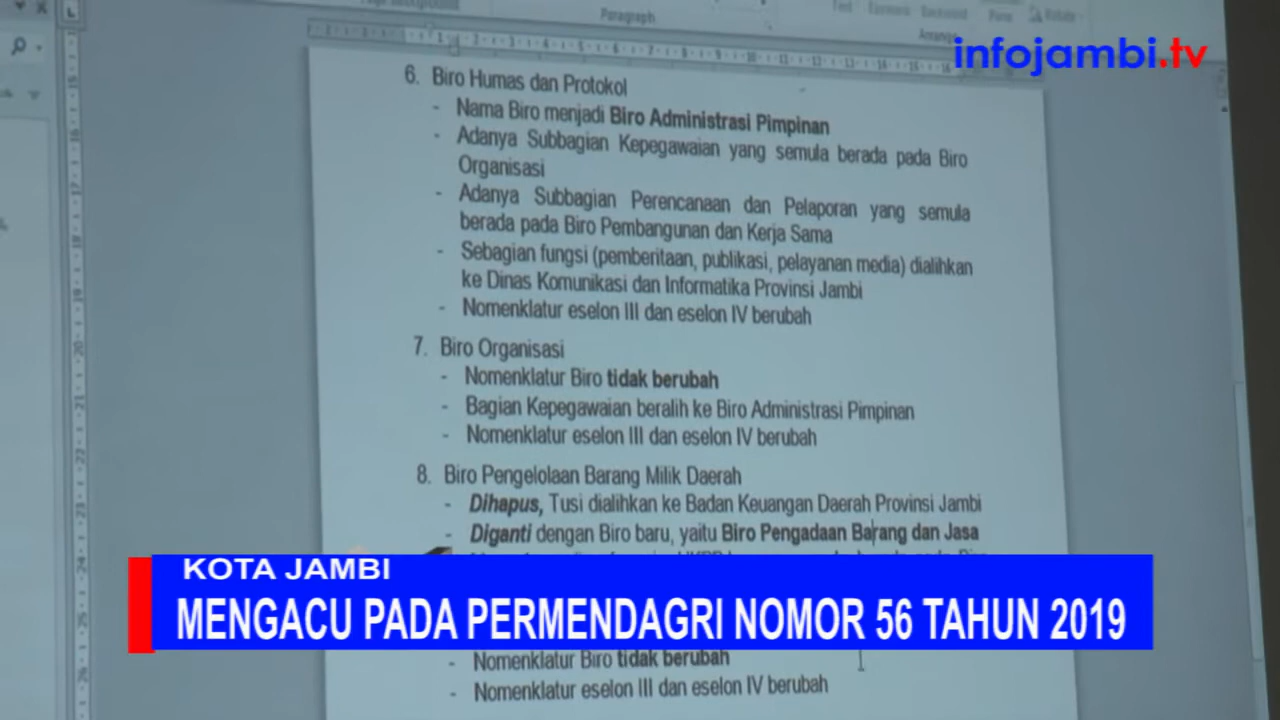 Paragraph
Arrange
infojambi.tv
6. Biro Humas dan Protokol
- Nama Biro menjadi Biro Administrasi Pimpinan
- Adanya Subbagian Kepegawaian yang semula berada pada Biro
Organisasi
- Adanya Subbagian Perencanaan dan Pelaporan yang semula
berada pada Biro Pembangunan dan Kerja Sama
- Sebagian fungsi (pemberitaan, publikasi, pelayanan media) dialihkan
ke Dinas Komunikasi dan Informatika Provinsi Jambi
- Nomenklatur eselon III dan eselon IV berubah
7. Biro Organisasi
- Nomenklatur Biro tidak berubah
- Bagian Kepegawaian beralih ke Biro Administrasi Pimpinan
- Nomenklatur eselon III dan eselon IV berubah
8. Biro Pengelolaan Barang Milik Daerah
- Dihapus, Tusi dialihkan ke Badan Keuangan Daerah Provinsi Jambi
- Diganti dengan Biro baru, yaitu Biro Pengadaan Barang dan Jasa
KOTA JAMBI
MENGACU PADA PERMENDAGRI NOMOR 56 TAHUN 2019
- Nomenklatur Biro tidak berubah
- Nomenklatur eselon III dan eselon IV berubah